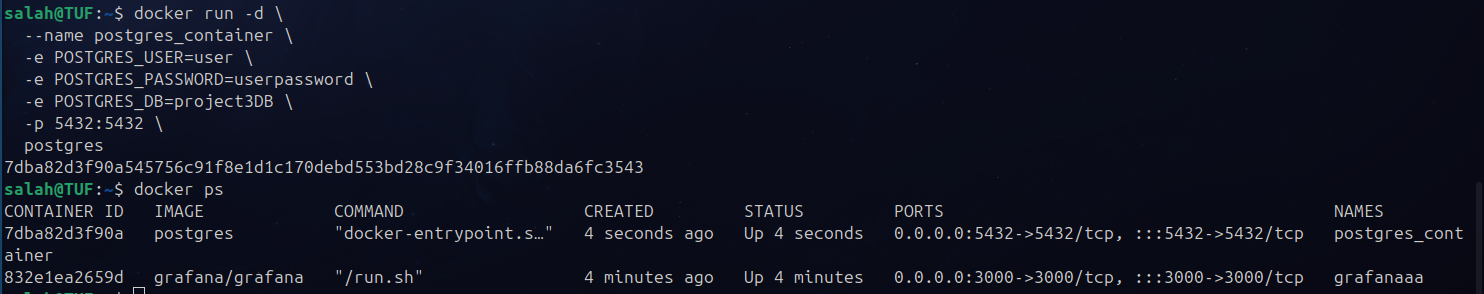 salah@TUF:~$ docker run -d \
  --name postgres_container \
  -e POSTGRES_USER=user \
  -e POSTGRES_PASSWORD=userpassword \
  -e POSTGRES_DB=project3DB \
  -p 5432:5432 \
  postgres
7dba82d3f90a545756c91f8e1d1c170debd553bd28c9f34016ffb88da6fc3543
salah@TUF:~$ docker ps
CONTAINER ID   IMAGE             COMMAND                  CREATED         STATUS         PORTS                                       NAMES
7dba82d3f90a   postgres          "docker-entrypoint.s…"   4 seconds ago   Up 4 seconds   0.0.0.0:5432->5432/tcp, :::5432->5432/tcp   postgres_cont
ainer
832e1ea2659d   grafana/grafana   "/run.sh"                4 minutes ago   Up 4 minutes   0.0.0.0:3000->3000/tcp, :::3000->3000/tcp   grafanaaa